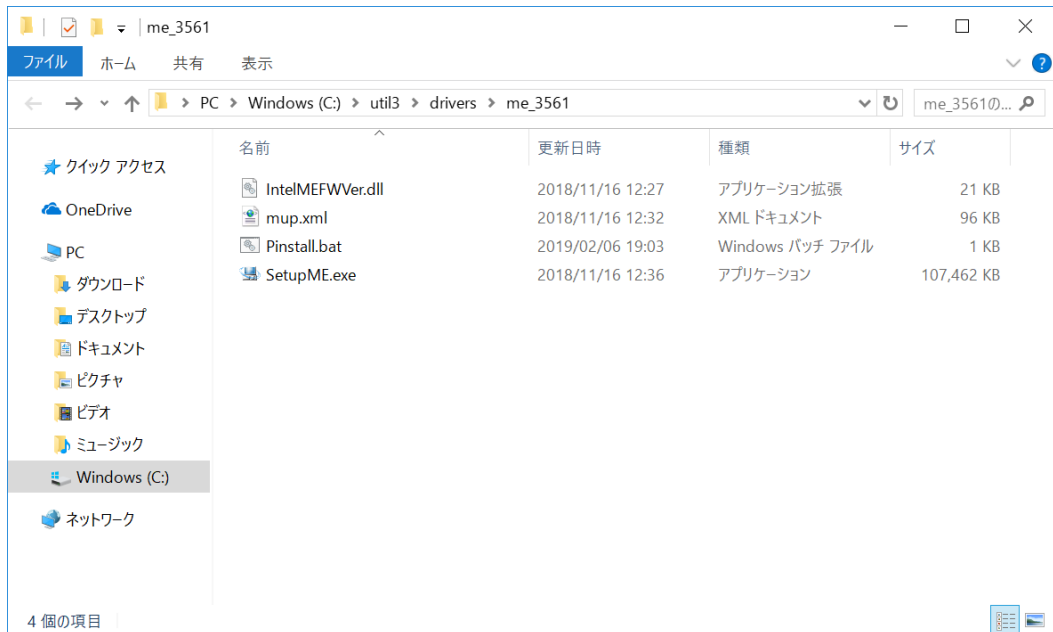 me_3561
ファイル ホーム 共有 表示
PC Windows (C:) util3 drivers me_3561 me_3561の...
名前 更新日時 種類 サイズ
クイック アクセス
OneDrive
PC
ダウンロード
デスクトップ
ドキュメント
ピクチャ
ビデオ
ミュージック
Windows (C:)
ネットワーク
IntelMEFWVer.dll 2018/11/16 12:27 アプリケーション拡張 21 KB
mup.xml 2018/11/16 12:32 XML ドキュメント 96 KB
Pinstall.bat 2019/02/06 19:03 Windows バッチ ファイル 1 KB
SetupME.exe 2018/11/16 12:36 アプリケーション 107,462 KB
4 個の項目